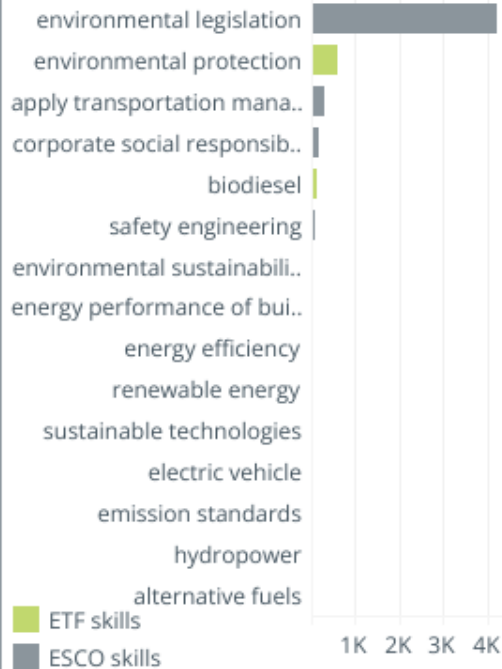 environmental legislation
environmental protection
apply transportation mana..
corporate social responsib..
biodiesel
safety engineering
environmental sustainabili..
energy performance of bui..
energy efficiency
renewable energy
sustainable technologies
electric vehicle
emission standards
hydropower
alternative fuels
ETF skills
ESCO skills
1K 2K 3K 4K